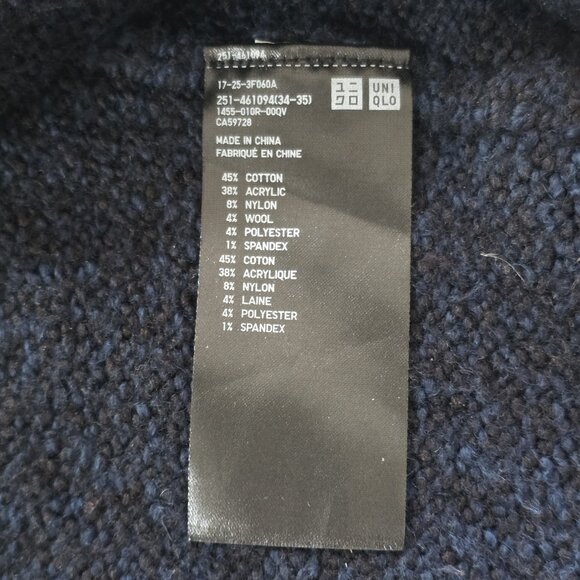 251-461094
17-25-3F060A
251-461094(34-35)
1455-010R-00QV
CA59728
ユニ
クロ
UNI
QLO
MADE IN CHINA
FABRIQUÉ EN CHINE
45% COTTON
38% ACRYLIC
8% NYLON
4% WOOL
4% POLYESTER
1% SPANDEX
45% COTON
38% ACRYLIQUE
8% NYLON
4% LAINE
4% POLYESTER
1% SPANDEX